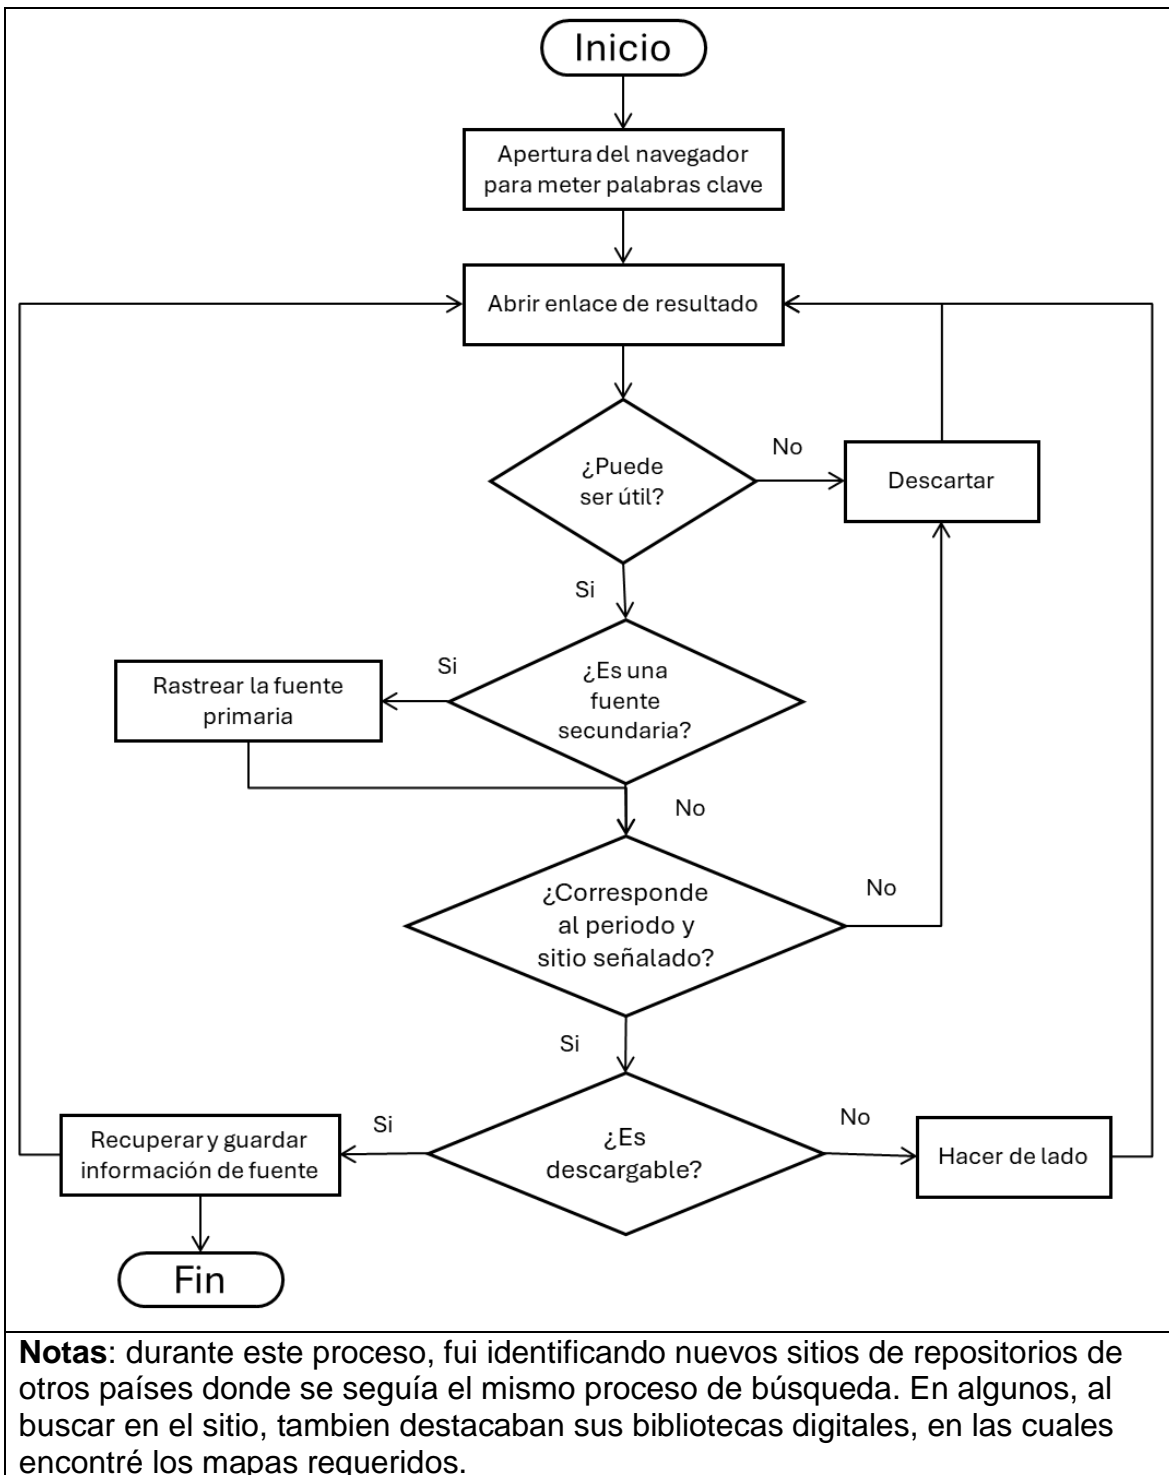 Inicio
Apertura del navegador
para meter palabras clave
Abrir enlace de resultado
¿Puede
ser útil?
No
Descartar
Si
¿Es una
fuente
secundaria?
Si
Rastrear la fuente
primaria
No
¿Corresponde
al periodo y
sitio señalado?
No
Si
¿Es
descargable?
Si
Recuperar y guardar
información de fuente
No
Hacer de lado
Fin
Notas: durante este proceso, fui identificando nuevos sitios de repositorios de
otros países donde se seguía el mismo proceso de búsqueda. En algunos, al
buscar en el sitio, tambien destacaban sus bibliotecas digitales, en las cuales
encontré los mapas requeridos.